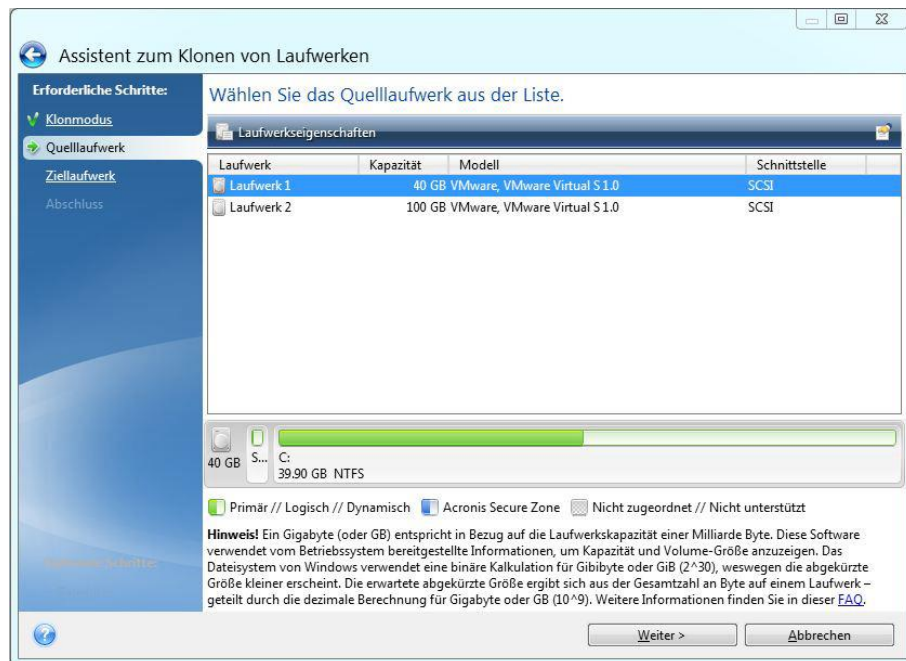 Assistent zum Klonen von Laufwerken
Erforderliche Schritte:
Klonmodus
Quelllaufwerk
Ziellaufwerk
Abschluss
Wählen Sie das Quelllaufwerk aus der Liste.
Laufwerkseigenschaften
Laufwerk Kapazität Modell Schnittstelle
Laufwerk 1 40 GB VMware, VMware Virtual S 1.0 SCSI
Laufwerk 2 100 GB VMware, VMware Virtual S 1.0 SCSI
40 GB
S...
C:
39.90 GB NTFS
Primär // Logisch // Dynamisch Acronis Secure Zone Nicht zugeordnet // Nicht unterstützt
Hinweis! Ein Gigabyte (oder GB) entspricht in Bezug auf die Laufwerkskapazität einer Milliarde Byte. Diese Software
verwendet vom Betriebssystem bereitgestellte Informationen, um Kapazität und Volume-Größe anzuzeigen. Das
Dateisystem von Windows verwendet eine binäre Kalkulation für Gibibyte oder GiB (2^30), weswegen die abgekürzte
Größe kleiner erscheint. Die erwartete abgekürzte Größe ergibt sich aus der Gesamtzahl an Byte auf einem Laufwerk –
geteilt durch die dezimale Berechnung für Gigabyte oder GB (10^9). Weitere Informationen finden Sie in dieser FAQ.
Weiter >
Abbrechen